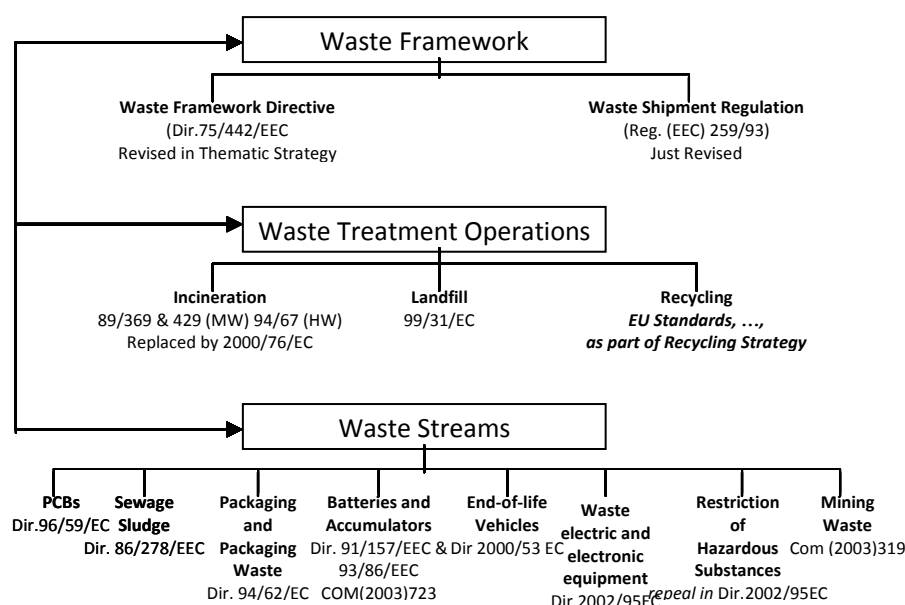 Waste Framework
Waste Framework Directive
(Dir.75/442/EEC
Revised in Thematic Strategy
Waste Shipment Regulation
(Reg. (EEC) 259/93)
Just Revised
Waste Treatment Operations
Incineration
89/369 & 429 (MW) 94/67 (HW)
Replaced by 2000/76/EC
Landfill
99/31/EC
Recycling
EU Standards, …,
as part of Recycling Strategy
Waste Streams
PCBs
Dir.96/59/EC
Sewage
Sludge
Dir. 86/278/EEC
Packaging
and
Packaging
Waste
Dir. 94/62/EC
Batteries and
Accumulators
Dir. 91/157/EEC &
93/86/EEC
COM(2003)723
End-of-life
Vehicles
Dir 2000/53 EC
Waste
electric and
electronic
equipment
Dir 2002/95EC
Restriction
of
Hazardous
Substances
repeal in Dir.2002/95EC
Mining
Waste
Com (2003)319